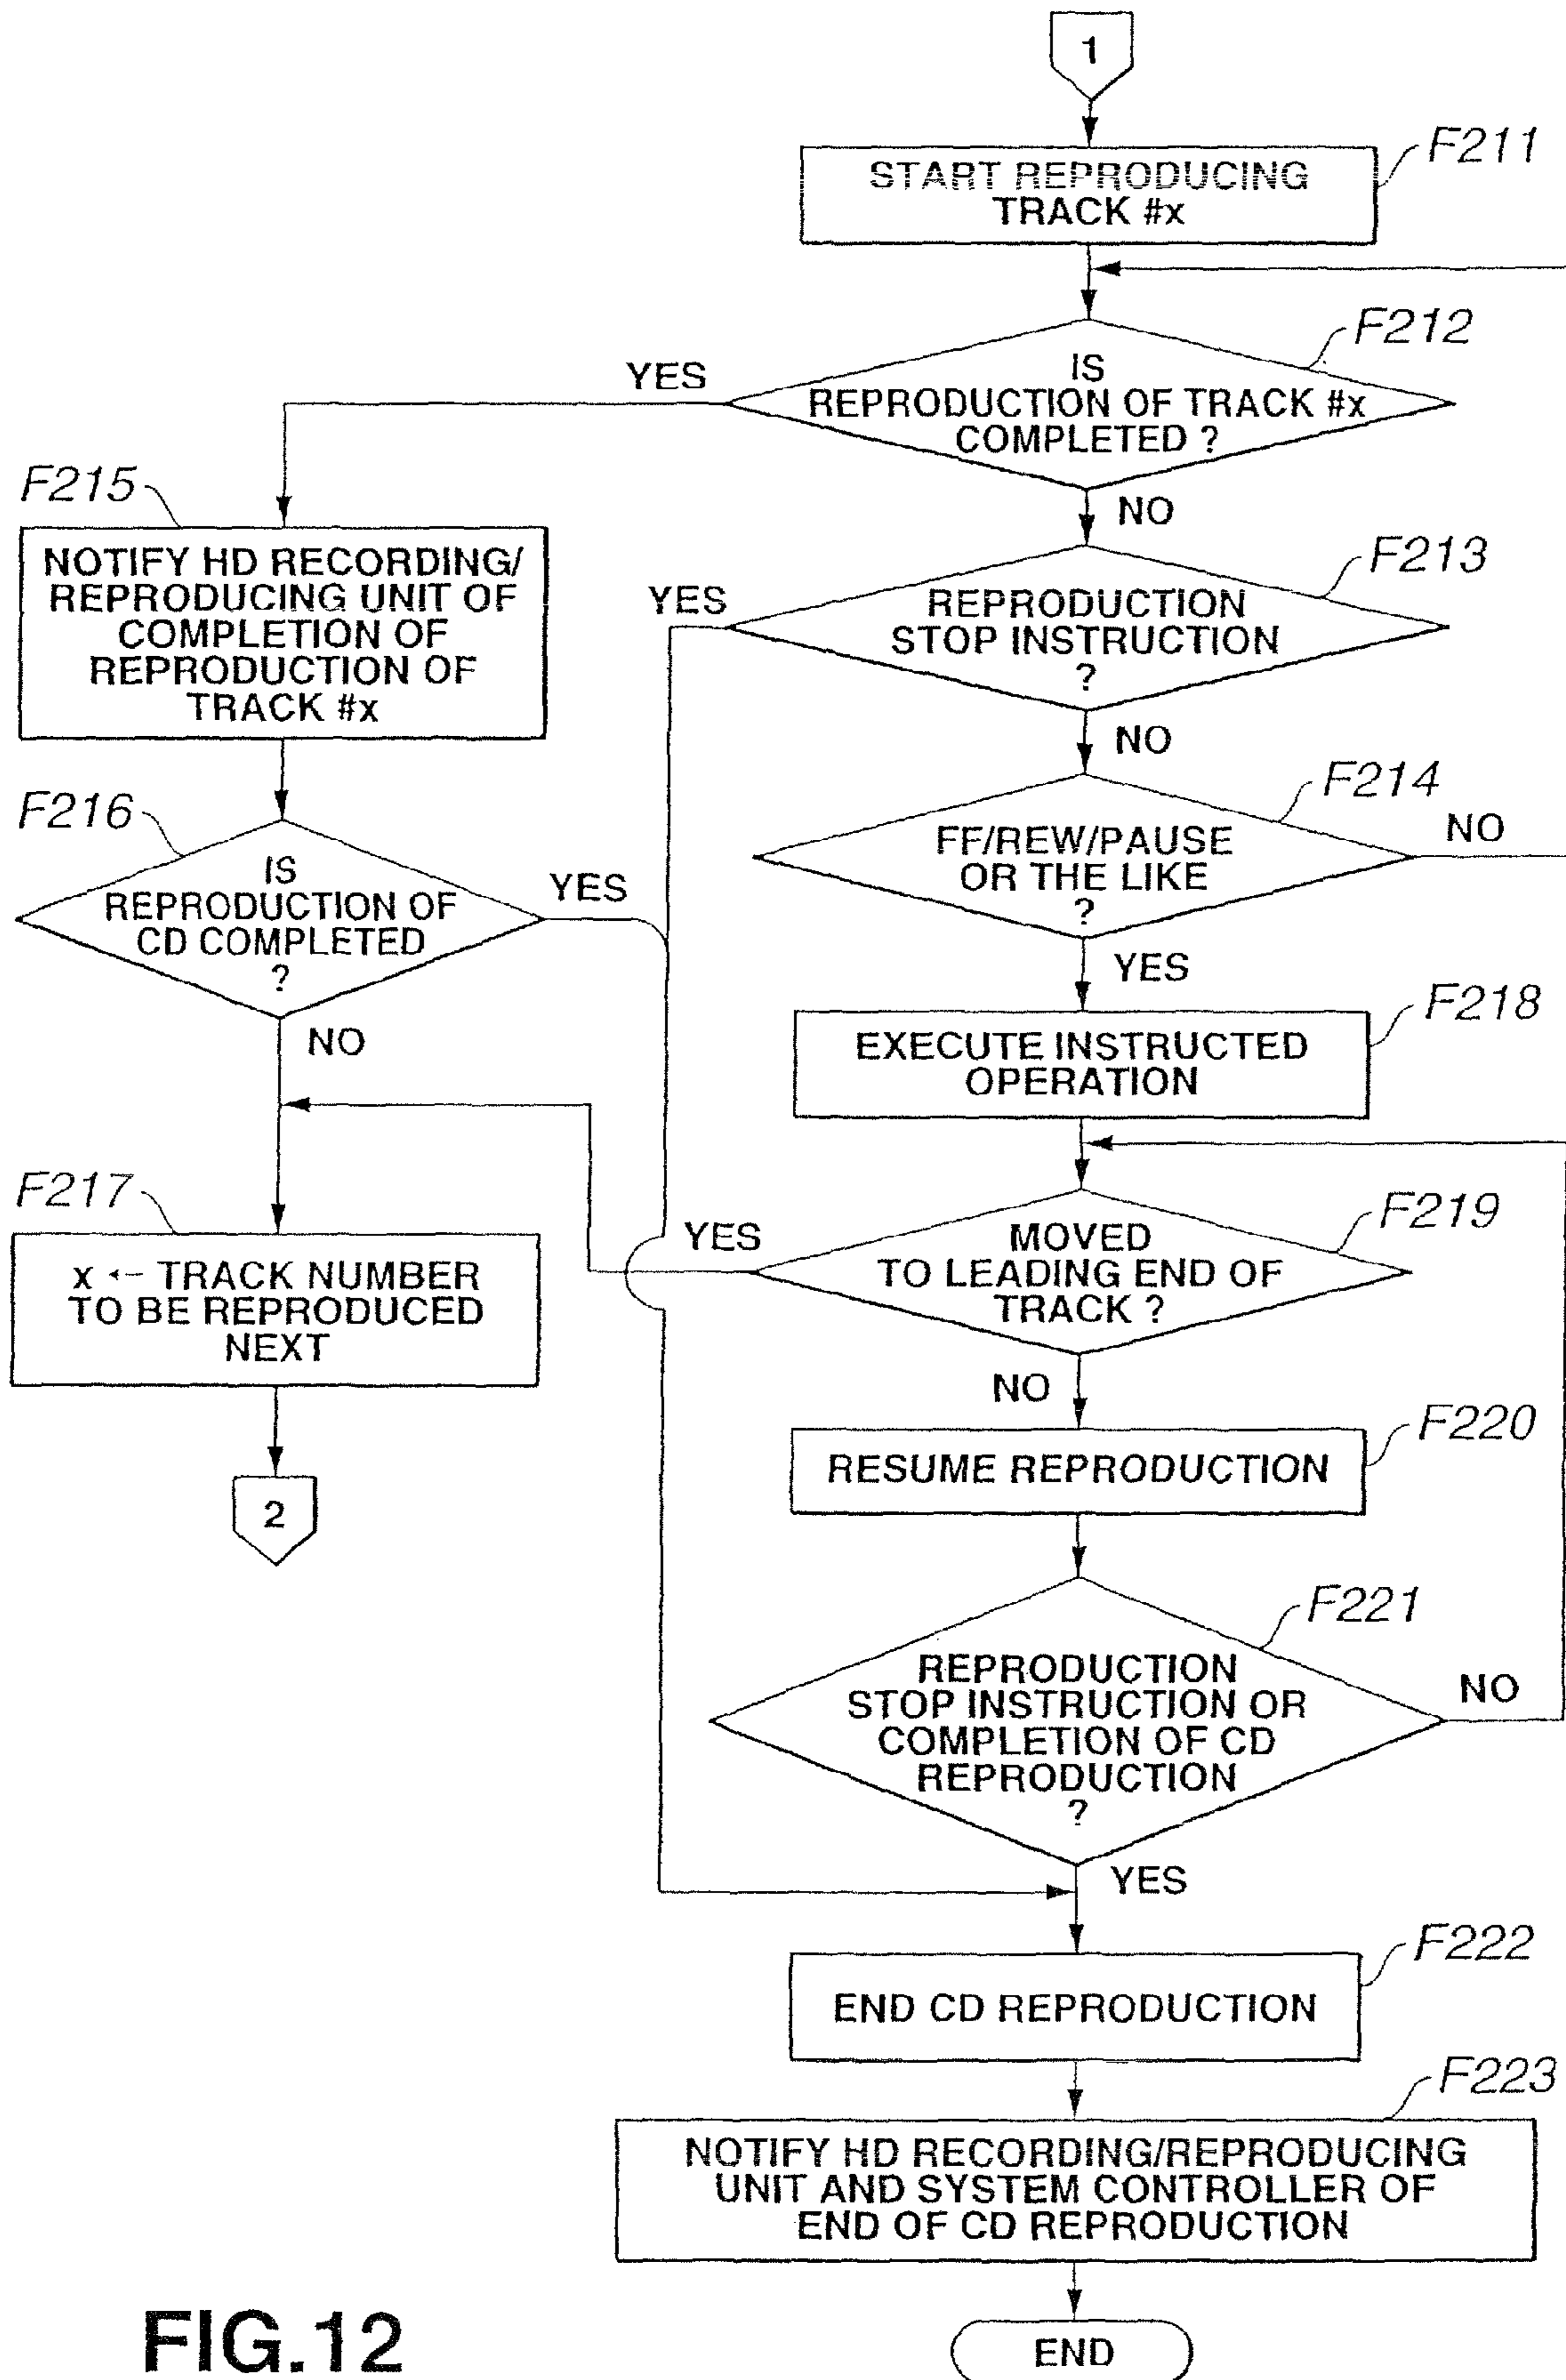 1
F211
START REPRODUCING
TRACK #x
F212
IS
REPRODUCTION OF TRACK #x
COMPLETED ?
YES
NO
F215
NOTIFY HD RECORDING/
REPRODUCING UNIT OF
COMPLETION OF
REPRODUCTION OF
TRACK #x
F213
REPRODUCTION
STOP INSTRUCTION
?
YES
NO
F214
FF/REW/PAUSE
OR THE LIKE
?
NO
YES
F216
IS
REPRODUCTION OF
CD COMPLETED
?
YES
NO
F218
EXECUTE INSTRUCTED
OPERATION
F217
x ← TRACK NUMBER
TO BE REPRODUCED
NEXT
2
F219
MOVED
TO LEADING END OF
TRACK ?
YES
NO
F220
RESUME REPRODUCTION
F221
REPRODUCTION
STOP INSTRUCTION OR
COMPLETION OF CD
REPRODUCTION
?
NO
YES
F222
END CD REPRODUCTION
F223
NOTIFY HD RECORDING/REPRODUCING
UNIT AND SYSTEM CONTROLLER OF
END OF CD REPRODUCTION
END
FIG.12